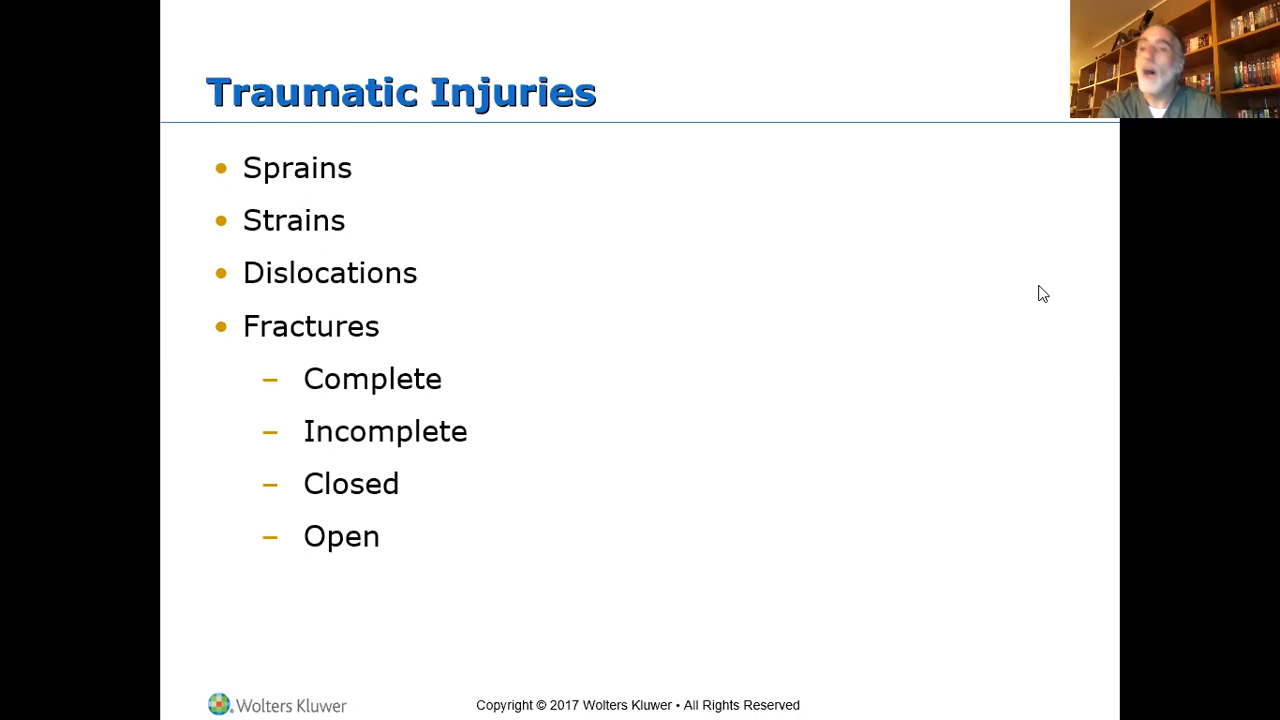 Traumatic Injuries
• Sprains
• Strains
• Dislocations
• Fractures
– Complete
– Incomplete
– Closed
– Open
Wolters Kluwer
Copyright © 2017 Wolters Kluwer • All Rights Reserved